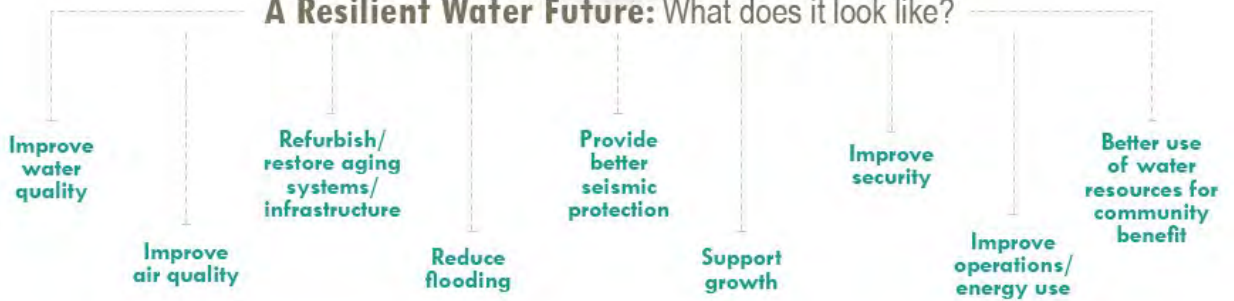 A Resilient Water Future: What does it look like?
Improve
water
quality
Improve
air quality
Refurbish/
restore aging
systems/
infrastructure
Reduce
flooding
Provide
better
seismic
protection
Support
growth
Improve
security
Improve
operations/
energy use
Better use
of water
resources for
community
benefit